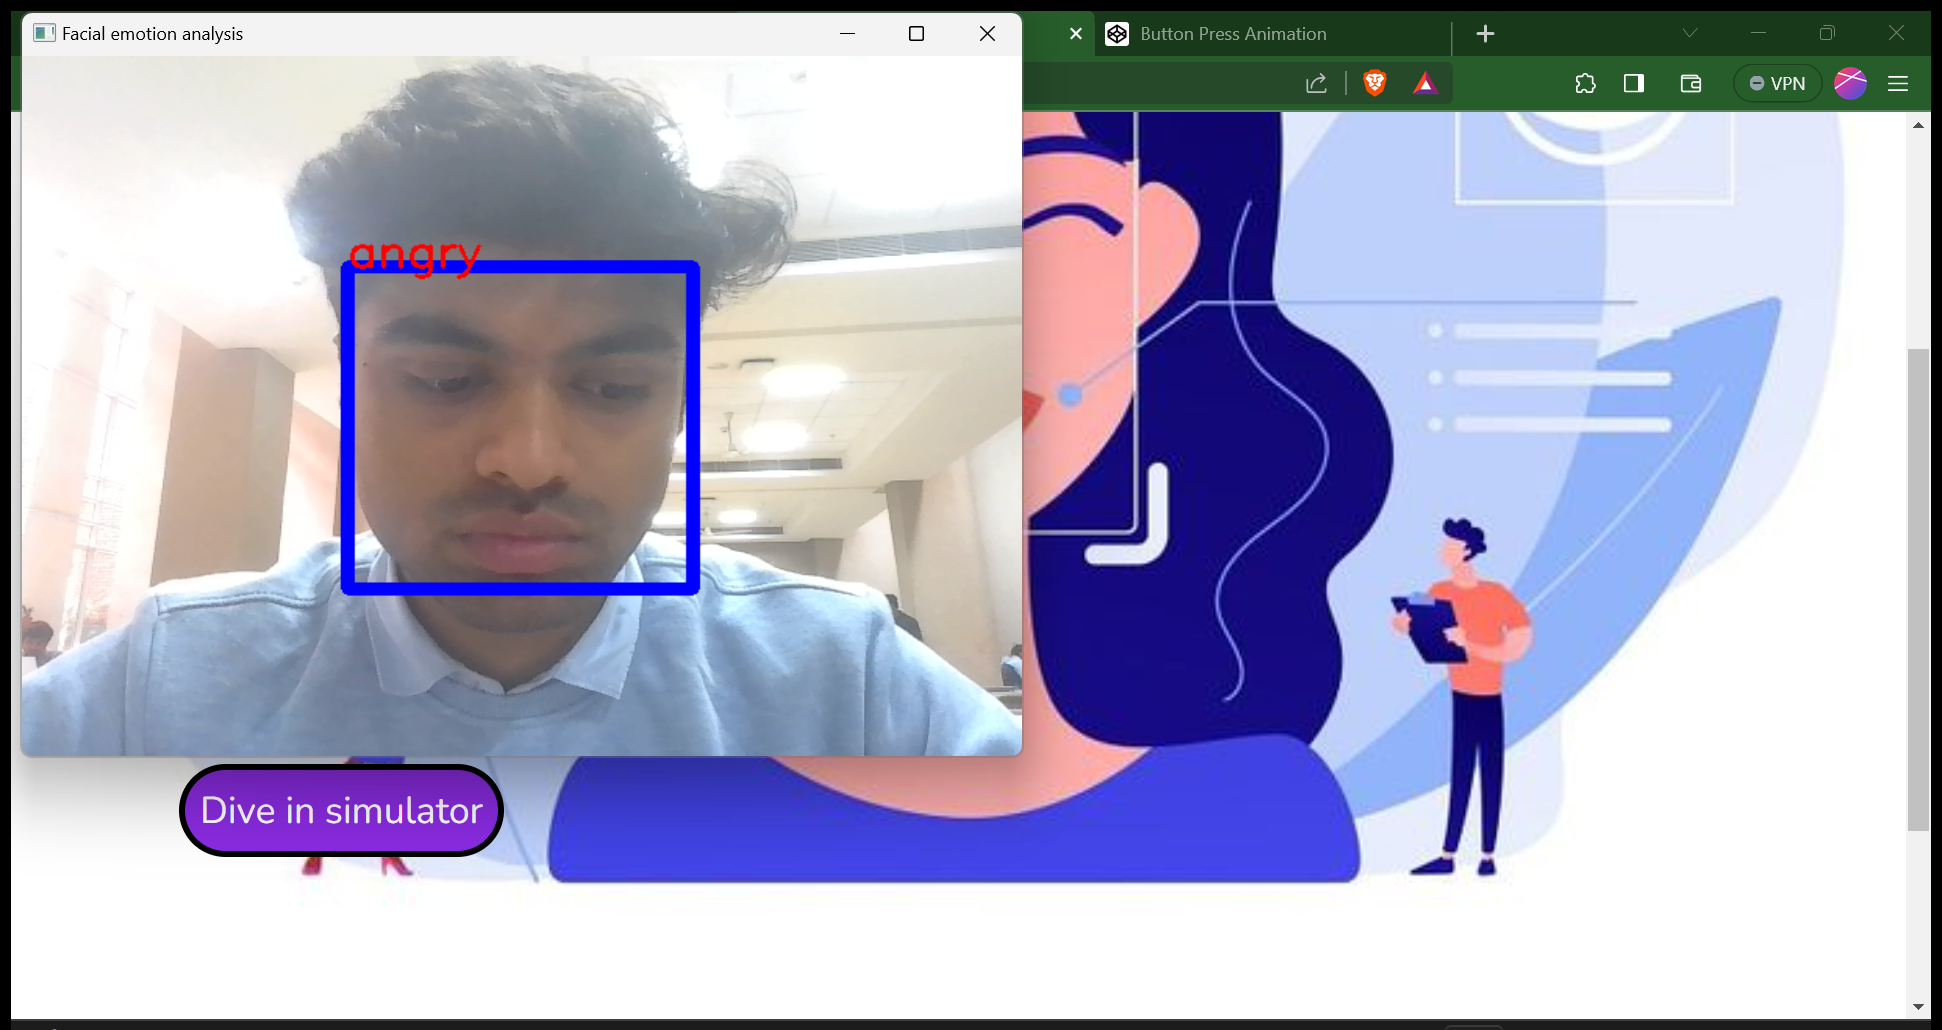 Facial emotion analysis
Button Press Animation
VPN
angry
Dive in simulator